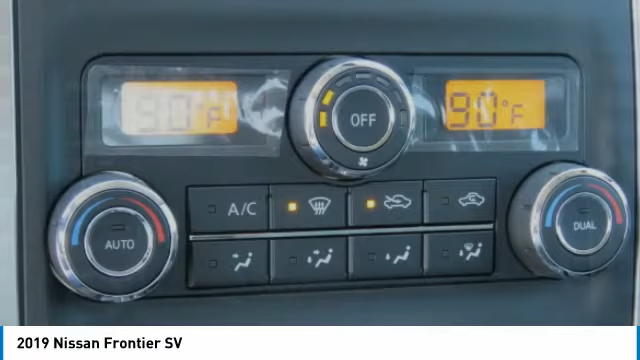 90°F
OFF
90°F
A/C
AUTO
DUAL
2019 Nissan Frontier SV